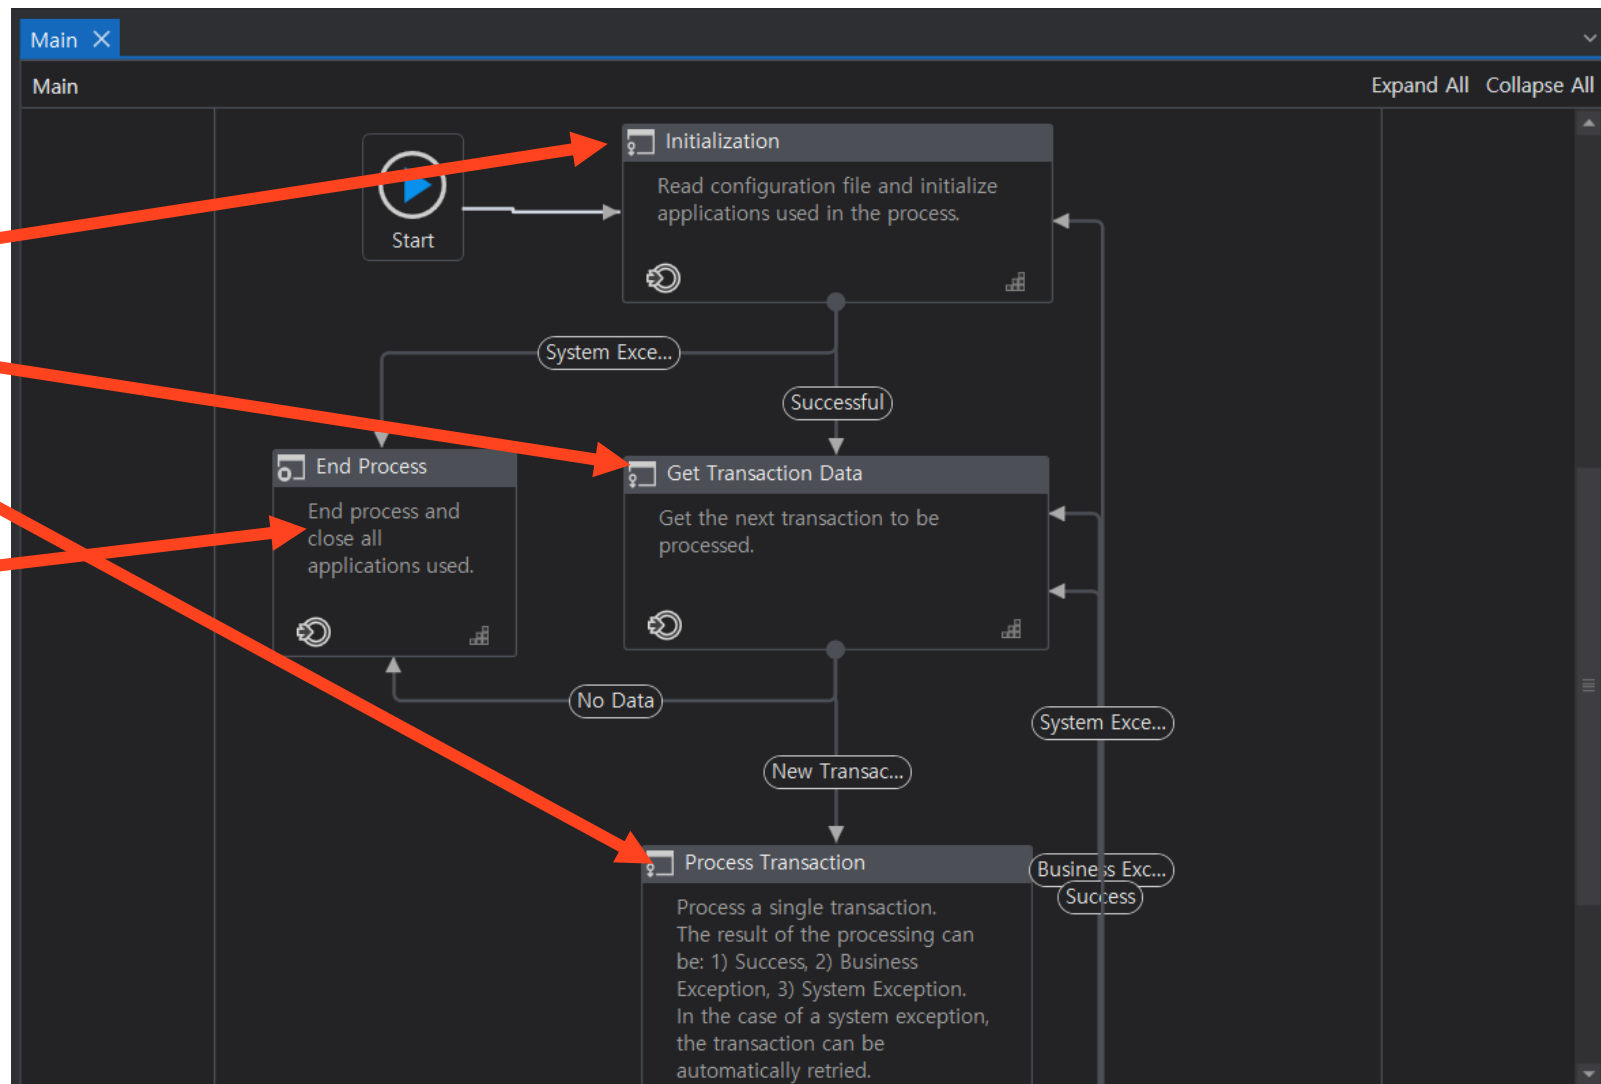 Main
Main
Expand All Collapse All
Start
Initialization
Read configuration file and initialize
applications used in the process.
System Exce...
Successful
End Process
End process and
close all
applications used.
Get Transaction Data
Get the next transaction to be
processed.
No Data
System Exce...
New Transac...
Process Transaction
Process a single transaction.
The result of the processing can
be: 1) Success, 2) Business
Exception, 3) System Exception.
In the case of a system exception,
the transaction can be
automatically retried.
Business Exc...
Success